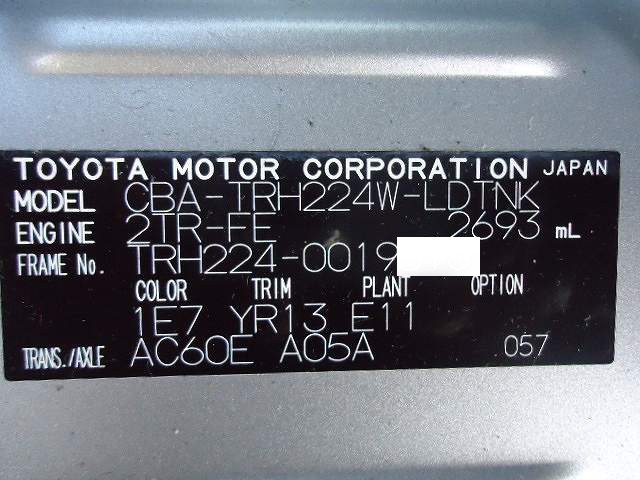 TOYOTA MOTOR CORPORATION JAPAN
MODEL CBA-TRH224W-LDTNK
ENGINE 2TR-FE 2693 mL
FRAME No. TRH224-0019
COLOR TRIM PLANT OPTION
1E7 YR13 E11
TRANS./AXLE AC60E A05A 057